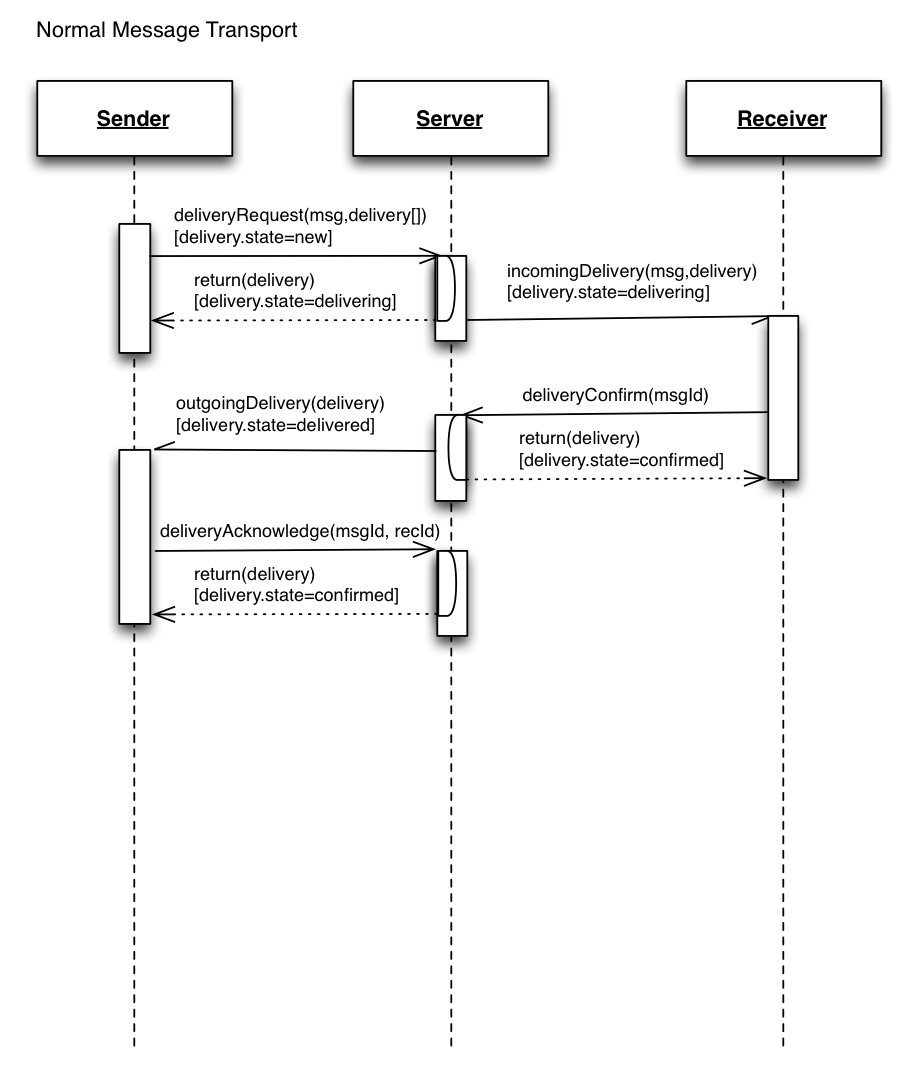 Normal Message Transport
Sender
Server
Receiver
deliveryRequest(msg,delivery[])
[delivery.state=new]
return(delivery)
[delivery.state=delivering]
incomingDelivery(msg,delivery)
[delivery.state=delivering]
deliveryConfirm(msgId)
outgoingDelivery(delivery)
[delivery.state=delivered]
return(delivery)
[delivery.state=confirmed]
deliveryAcknowledge(msgId, recId)
return(delivery)
[delivery.state=confirmed]